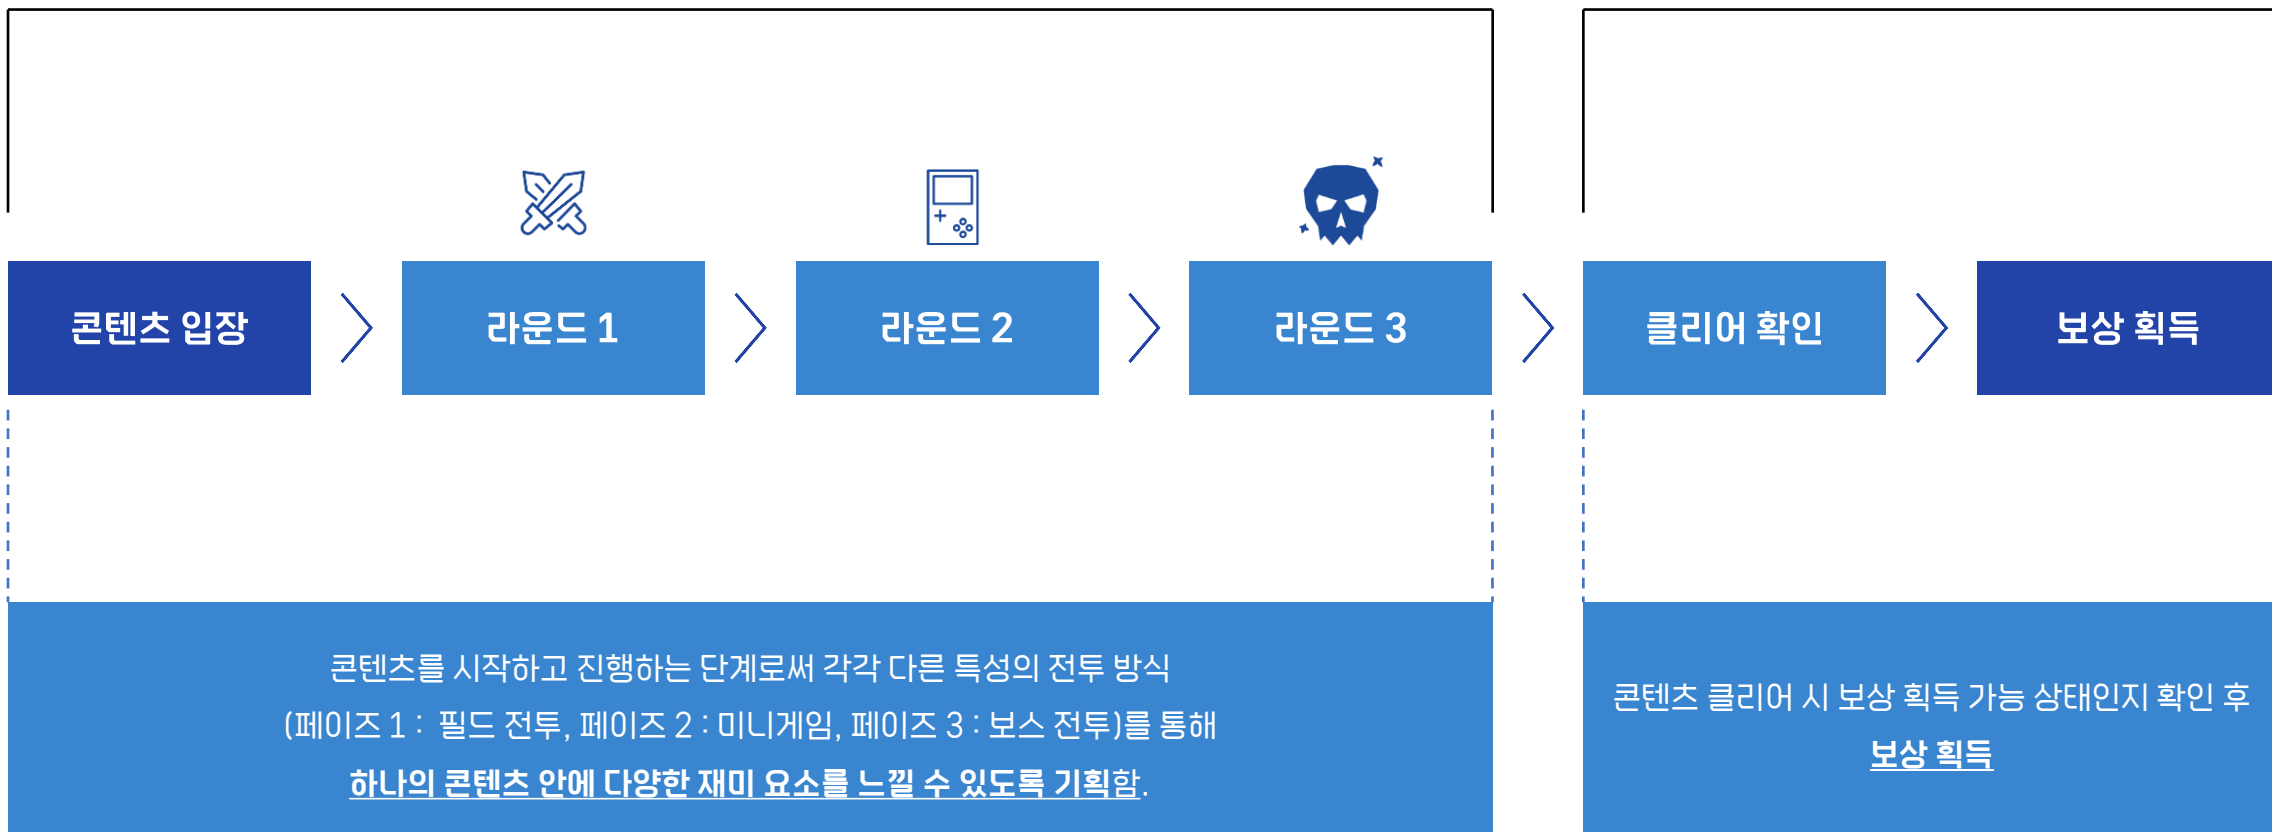 콘텐츠 입장
라운드 1
라운드 2
라운드 3
클리어 확인
보상 획득
콘텐츠를 시작하고 진행하는 단계로써 각각 다른 특성의 전투 방식
(페이즈 1 : 필드 전투, 페이즈 2 : 미니게임, 페이즈 3 : 보스 전투)를 통해
하나의 콘텐츠 안에 다양한 재미 요소를 느낄 수 있도록 기획함.
콘텐츠 클리어 시 보상 획득 가능 상태인지 확인 후
보상 획득